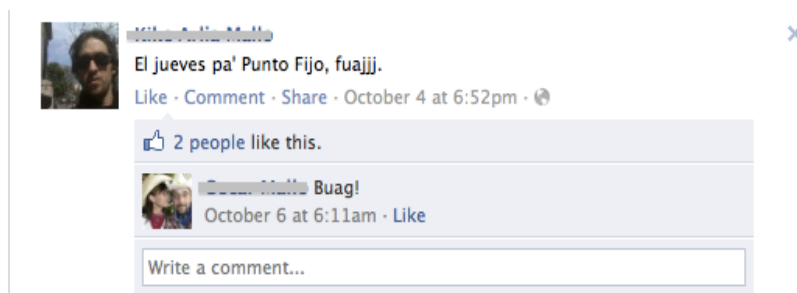 El jueves pa' Punto Fijo, fuajjj.
Like · Comment · Share · October 4 at 6:52pm ·
2 people like this.
Buag!
October 6 at 6:11am · Like
Write a comment...